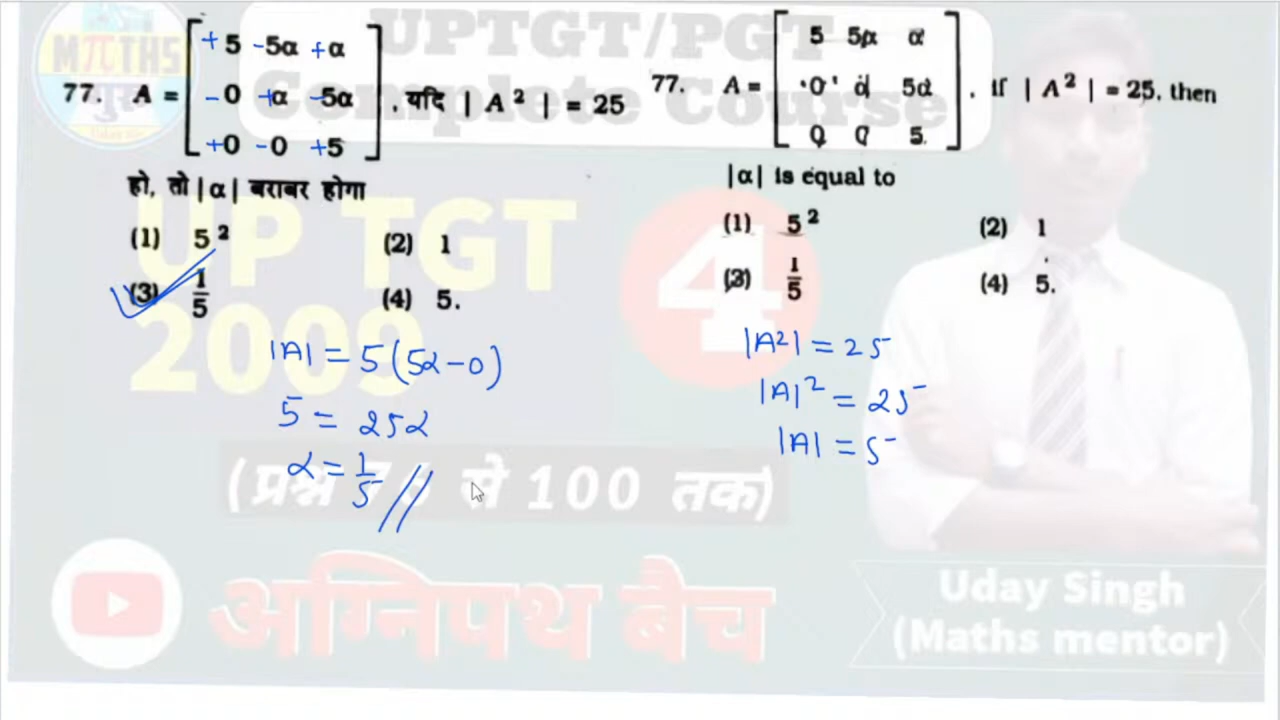 UPTGT/PGT
Complete Course
MπTHS
77. A = [ + 5 - 5α + α
- 0 + α - 5α
+ 0 - 0 + 5 ] . यदि | A² | = 25
हो, तो | α | बराबर होगा
(1) 5² (2) 1
(3) 1/5 (4) 5.
|A| = 5(5α - 0)
5 = 25α
α = 1/5 //
77. A = [ 5 5α α
0 α 5α
0 0 5 ] . If | A² | = 25, then
|α| is equal to
(1) 5² (2) 1
(3) 1/5 (4) 5.
|A²| = 25
|A|² = 25
|A| = 5
UP TGT
2009
4
(प्रश्न 76 से 100 तक)
अग्निपथ बैच
Uday Singh
(Maths mentor)